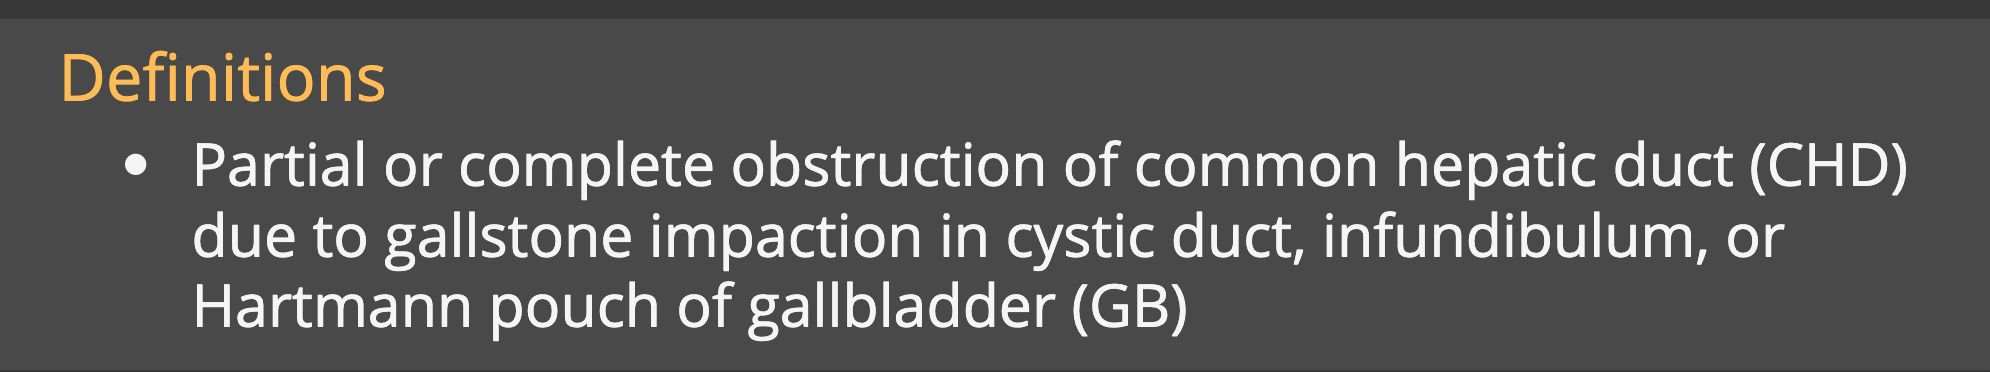 Definitions
• Partial or complete obstruction of common hepatic duct (CHD)
due to gallstone impaction in cystic duct, infundibulum, or
Hartmann pouch of gallbladder (GB)